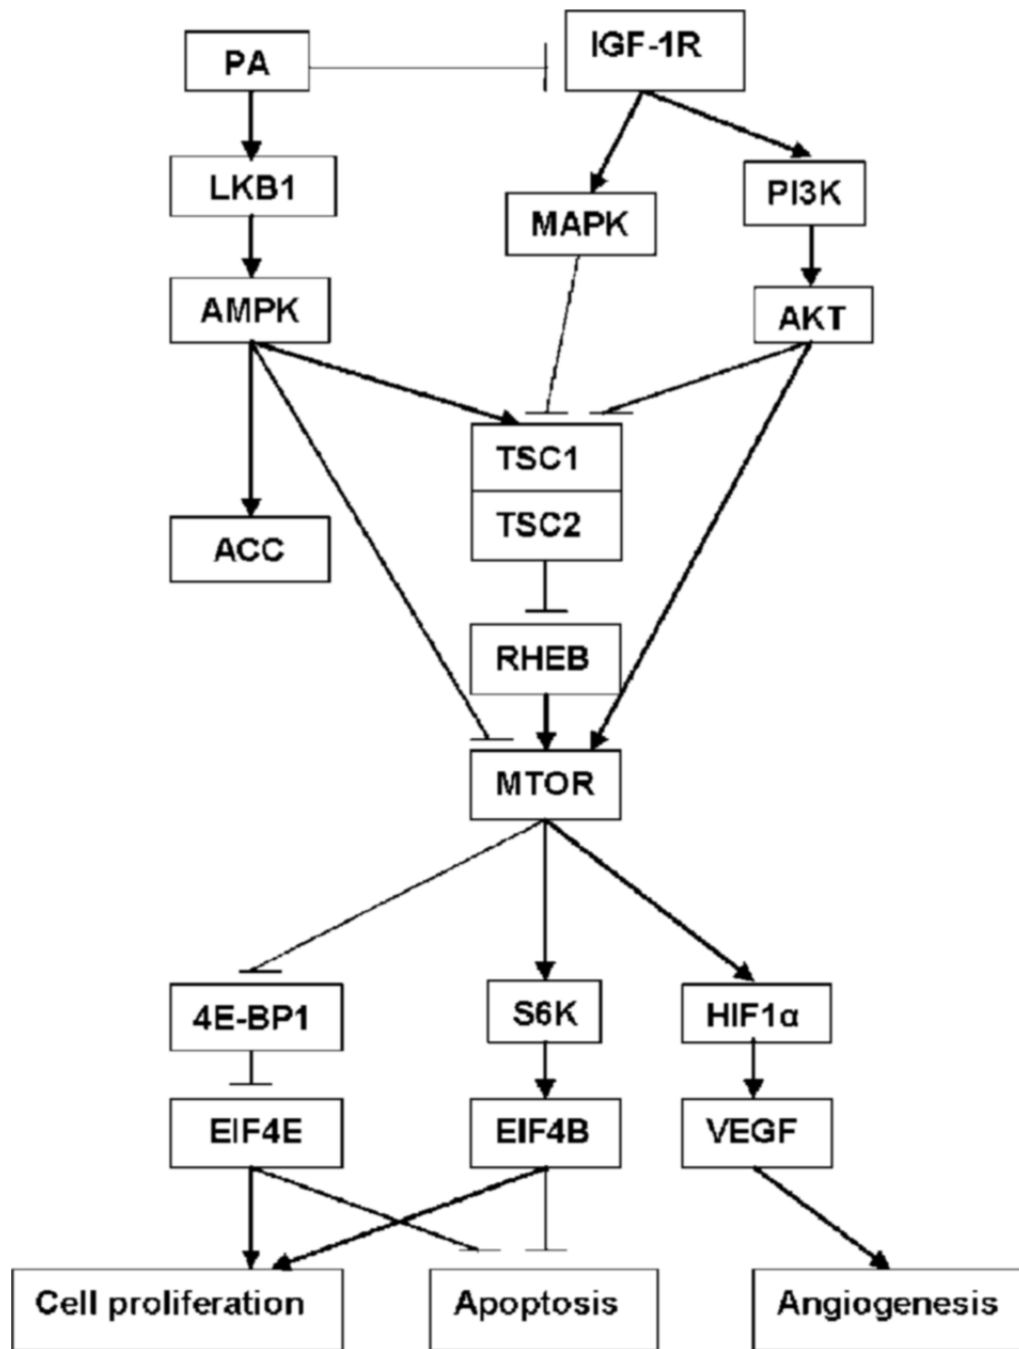 PA
IGF-1R
LKB1
MAPK
PI3K
AMPK
AKT
TSC1
TSC2
ACC
RHEB
MTOR
4E-BP1
S6K
HIF1α
EIF4E
EIF4B
VEGF
Cell proliferation
Apoptosis
Angiogenesis